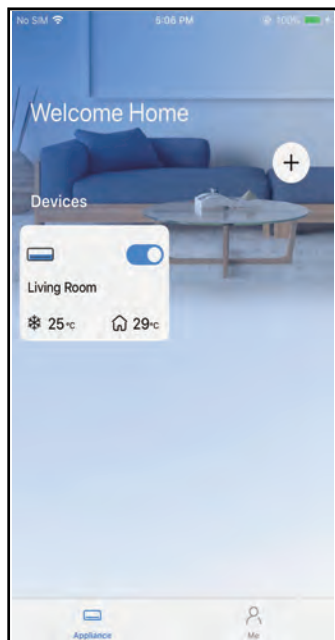 No SIM 5:06 PM 100%
Welcome Home
+
Devices
Living Room
25°C 29°C
Appliance Me